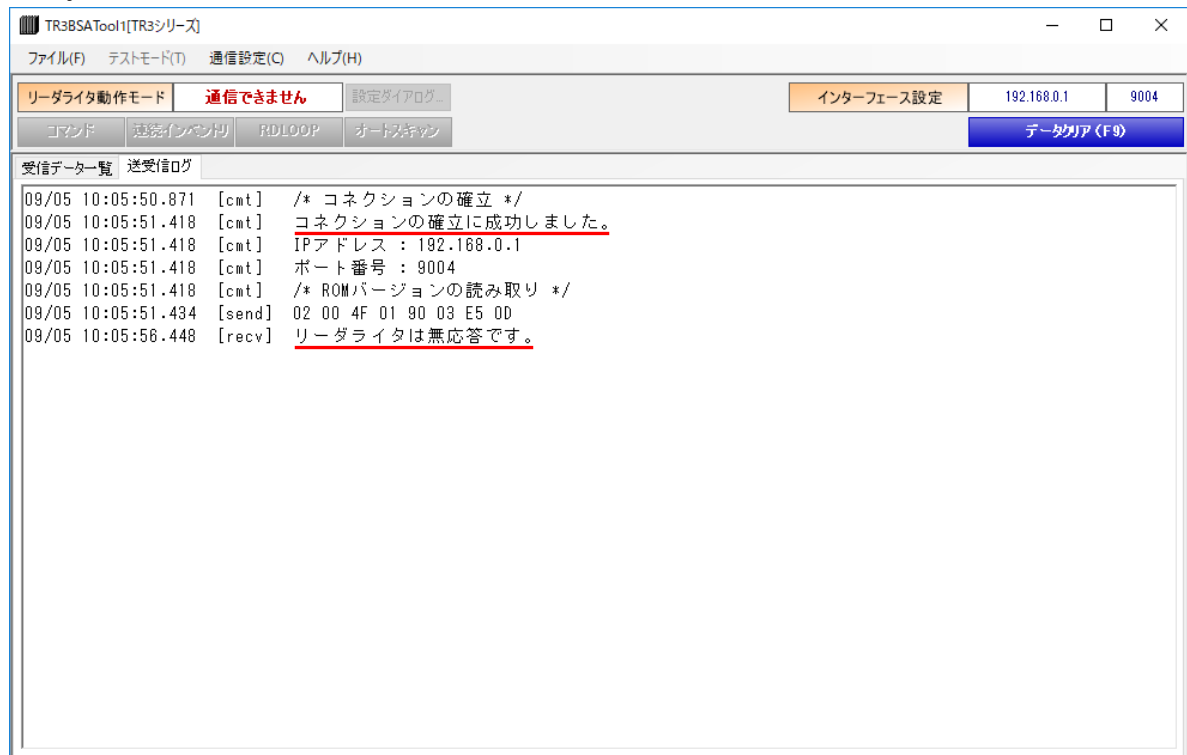 TR3BSATool1[TR3シリーズ]
ファイル(F) テストモード(T) 通信設定(C) ヘルプ(H)
リーダライタ動作モード 通信できません 設定ダイアログ... インターフェース設定 192.168.0.1 9004
コマンド 連続インベントリ RDLOOP オートスキャン データクリア(F9)
受信データ一覧 送受信ログ
09/05 10:05:50.871 [cmt] /* コネクションの確立 */
09/05 10:05:51.418 [cmt] コネクションの確立に成功しました。
09/05 10:05:51.418 [cmt] IPアドレス : 192.168.0.1
09/05 10:05:51.418 [cmt] ポート番号 : 9004
09/05 10:05:51.418 [cmt] /* ROMバージョンの読み取り */
09/05 10:05:51.434 [send] 02 00 4F 01 90 03 E5 0D
09/05 10:05:56.448 [recv] リーダライタは無応答です。